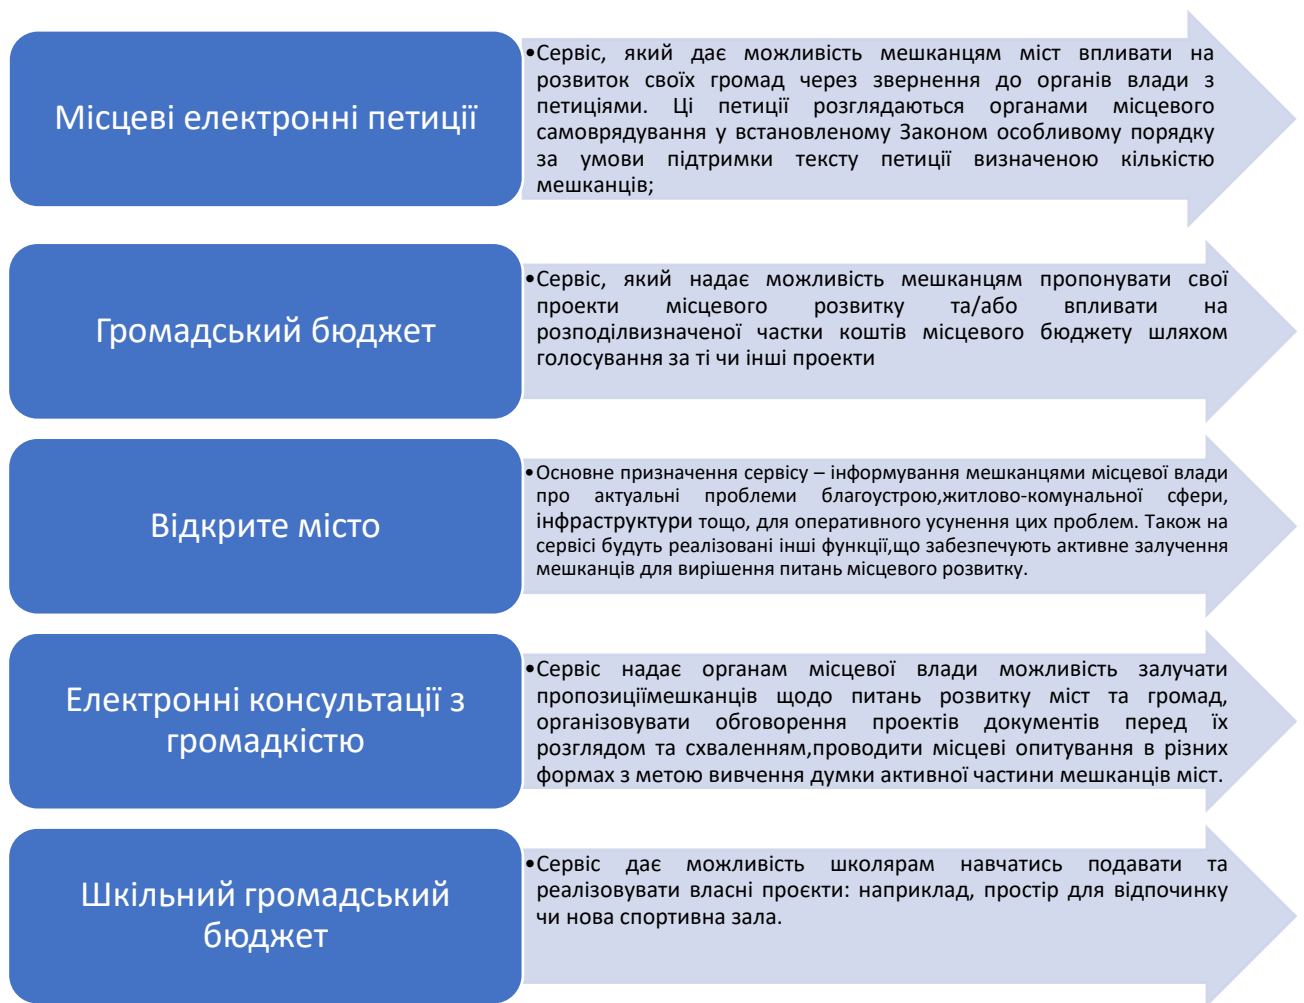 Місцеві електронні петиції
•Сервіс, який дає можливість мешканцям міст впливати на
розвиток своїх громад через звернення до органів влади з
петиціями. Ці петиції розглядаються органами місцевого
самоврядування у встановленому Законом особливому порядку
за умови підтримки тексту петиції визначеною кількістю
мешканців;
Громадський бюджет
•Сервіс, який надає можливість мешканцям пропонувати свої
проекти місцевого розвитку та/або впливати на
розподілвизначеної частки коштів місцевого бюджету шляхом
голосування за ті чи інші проекти
Відкрите місто
•Основне призначення сервісу – інформування мешканцями місцевої влади
про актуальні проблеми благоустрою,житлово-комунальної сфери,
інфраструктури тощо, для оперативного усунення цих проблем. Також на
сервісі будуть реалізовані інші функції,що забезпечують активне залучення
мешканців для вирішення питань місцевого розвитку.
Електронні консультації з
громадкістю
•Сервіс надає органам місцевої влади можливість залучати
пропозиціїмешканців щодо питань розвитку міст та громад,
організовувати обговорення проектів документів перед їх
розглядом та схваленням,проводити місцеві опитування в різних
формах з метою вивчення думки активної частини мешканців міст.
Шкільний громадський
бюджет
•Сервіс дає можливість школярам навчатись подавати та
реалізовувати власні проєкти: наприклад, простір для відпочинку
чи нова спортивна зала.